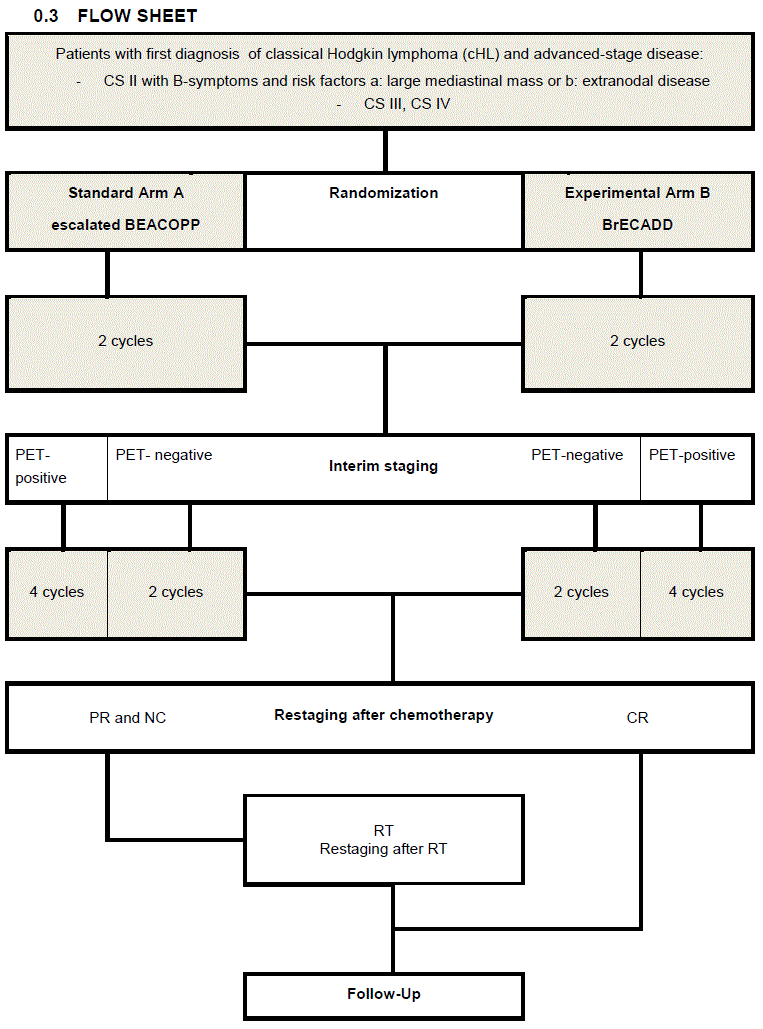 0.3 FLOW SHEET
Patients with first diagnosis of classical Hodgkin lymphoma (cHL) and advanced-stage disease:
- CS II with B-symptoms and risk factors a: large mediastinal mass or b: extranodal disease
- CS III, CS IV
Standard Arm A
escalated BEACOPP
Randomization
Experimental Arm B
BrECADD
2 cycles
2 cycles
PET-
positive
PET- negative
Interim staging
PET-negative
PET-positive
4 cycles
2 cycles
2 cycles
4 cycles
PR and NC
Restaging after chemotherapy
CR
RT
Restaging after RT
Follow-Up